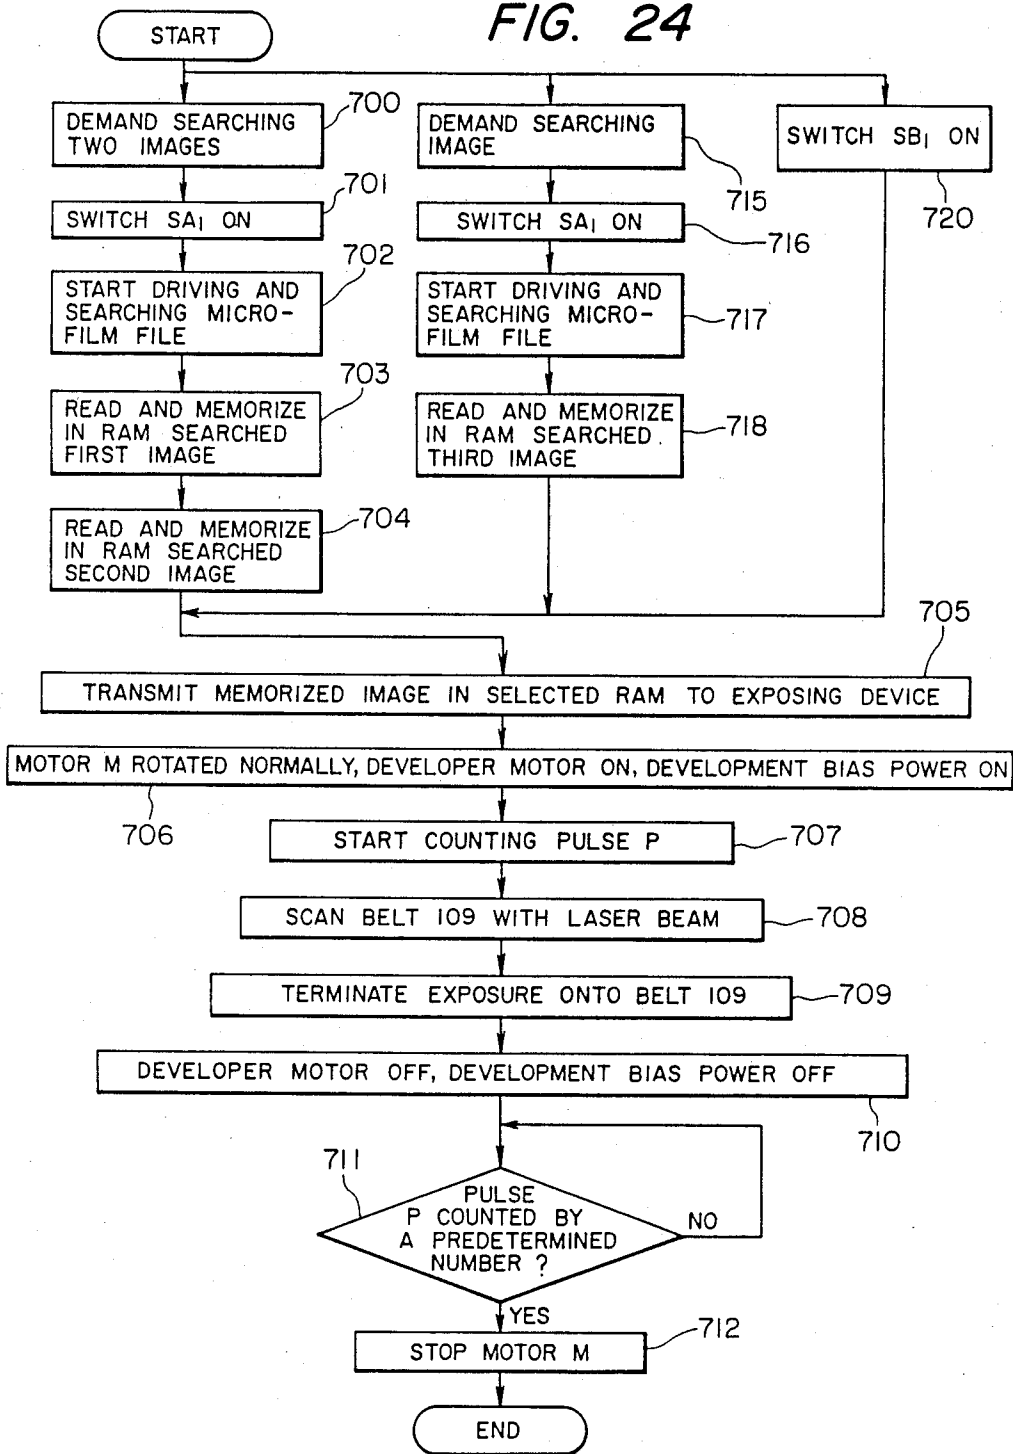 FIG. 24
START
700
DEMAND SEARCHING
TWO IMAGES
701
SWITCH SA1 ON
702
START DRIVING AND
SEARCHING MICRO-
FILM FILE
703
READ AND MEMORIZE
IN RAM SEARCHED
FIRST IMAGE
704
READ AND MEMORIZE
IN RAM SEARCHED
SECOND IMAGE
DEMAND SEARCHING
IMAGE
715
SWITCH SA1 ON
716
START DRIVING AND
SEARCHING MICRO-
FILM FILE
717
READ AND MEMORIZE
IN RAM SEARCHED.
THIRD IMAGE
718
SWITCH SB1 ON
720
705
TRANSMIT MEMORIZED IMAGE IN SELECTED RAM TO EXPOSING DEVICE
MOTOR M ROTATED NORMALLY, DEVELOPER MOTOR ON, DEVELOPMENT BIAS POWER ON
706
START COUNTING PULSE P
707
SCAN BELT 109 WITH LASER BEAM
708
TERMINATE EXPOSURE ONTO BELT 109
709
DEVELOPER MOTOR OFF, DEVELOPMENT BIAS POWER OFF
710
711
PULSE
P COUNTED BY
A PREDETERMINED
NUMBER ?
NO
YES
712
STOP MOTOR M
END